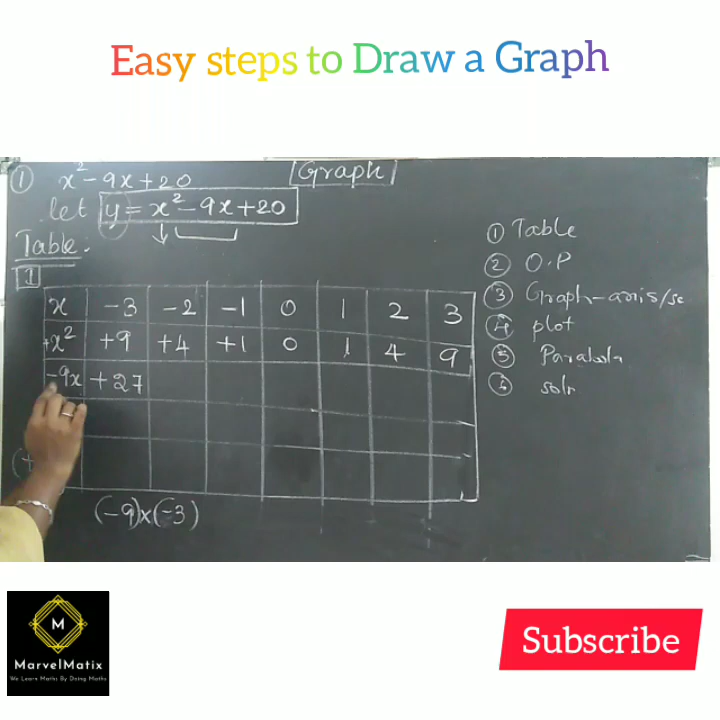 Easy steps to Draw a Graph
① x² - 9x + 20
Graph
let y = x² - 9x + 20
Table.
1
x -3 -2 -1 0 1 2 3
+x² +9 +4 +1 0 1 4 9
-9x +27
(+
(-9)x(-3)
① Table
② O.P
③ Graph-axis/sc
④ plot
⑤ Parabola
soln
M
MarvelMatix
We Learn Maths By Doing Maths
Subscribe